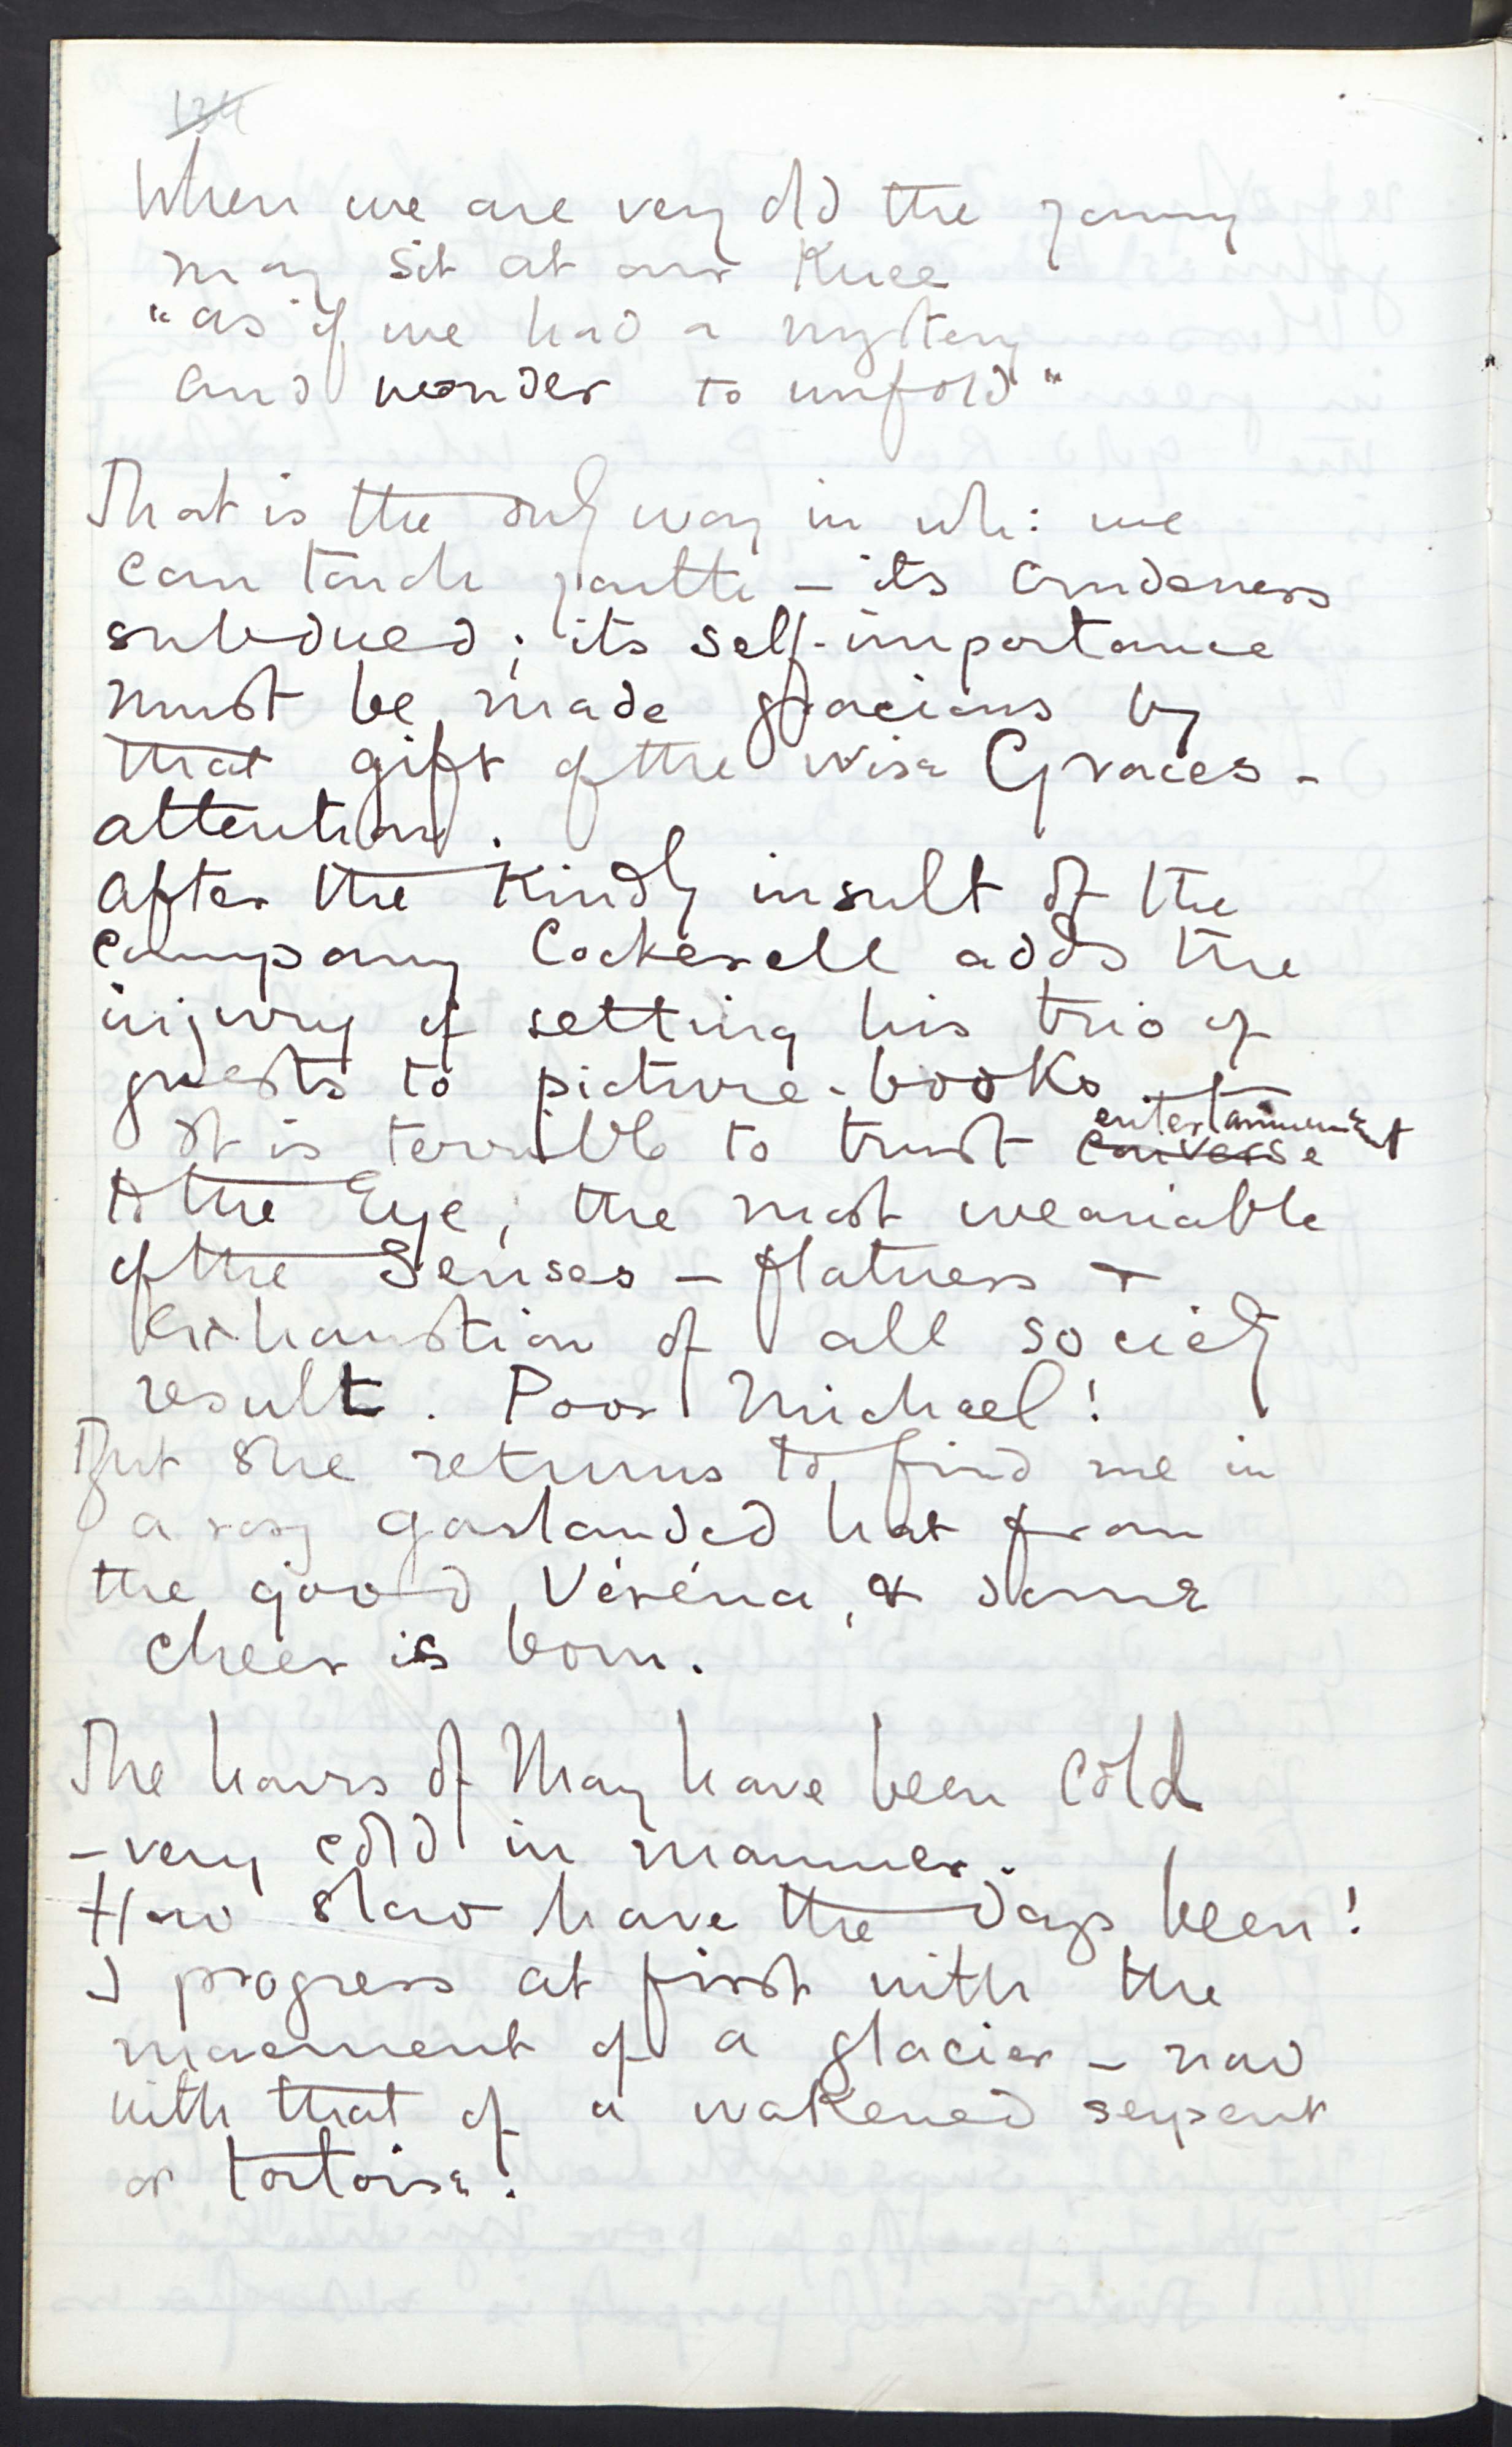 134
When we are very old the young
may sit at our Knee
"as if we had a mystery
and wonder to unfold"
That is the only way in wh: we
can touch youth – its crudeness
subdued; its self-importance
must be made gracious by
that gift of the wise Graces –
attention.
After the Kindly insult of the
company Cockerell adds the
injury of setting his trio of
guests to picture-books.
It is terrible to trust converse entertainment
to the Eye, the most weariable
of the Senses – flatness +
exhaustion of all society
result. Poor Michael!
But she returns to find me in
a rosy garlanded hat from
the good Véréna, & some
cheer is born.
The hours of May have been cold
– very cold in manner.
How slow have the days been!
I progress at first with the
movement of a glacier – now
with that of a wakened serpent
or tortoise.